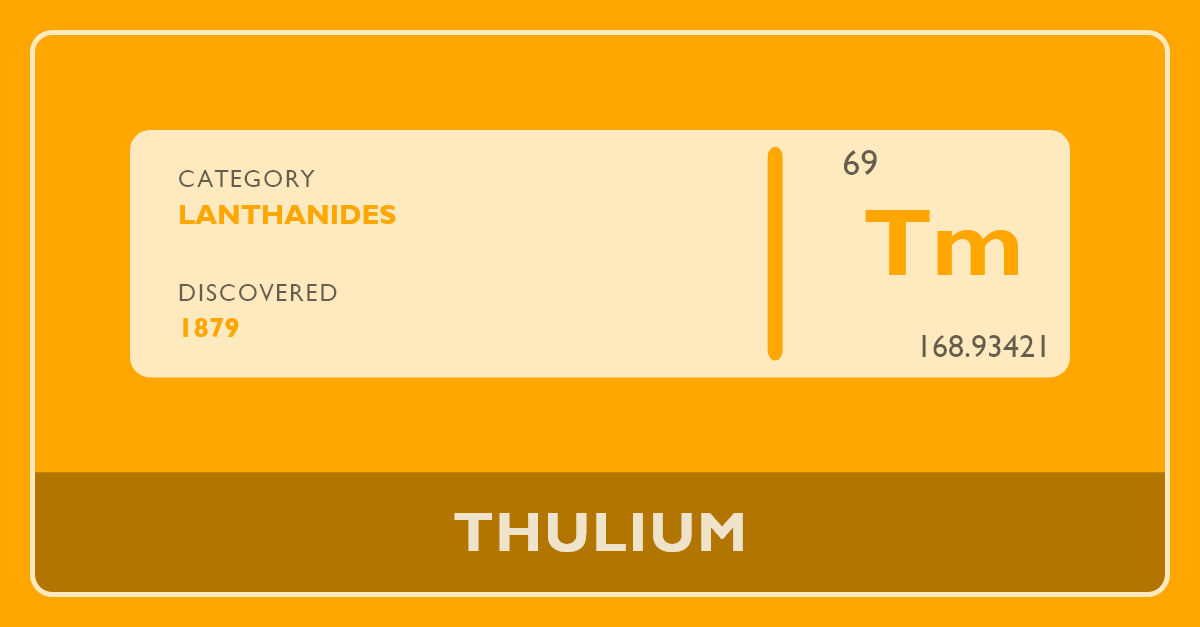 CATEGORY
LANTHANIDES
DISCOVERED
1879
69
Tm
168.93421
THULIUM